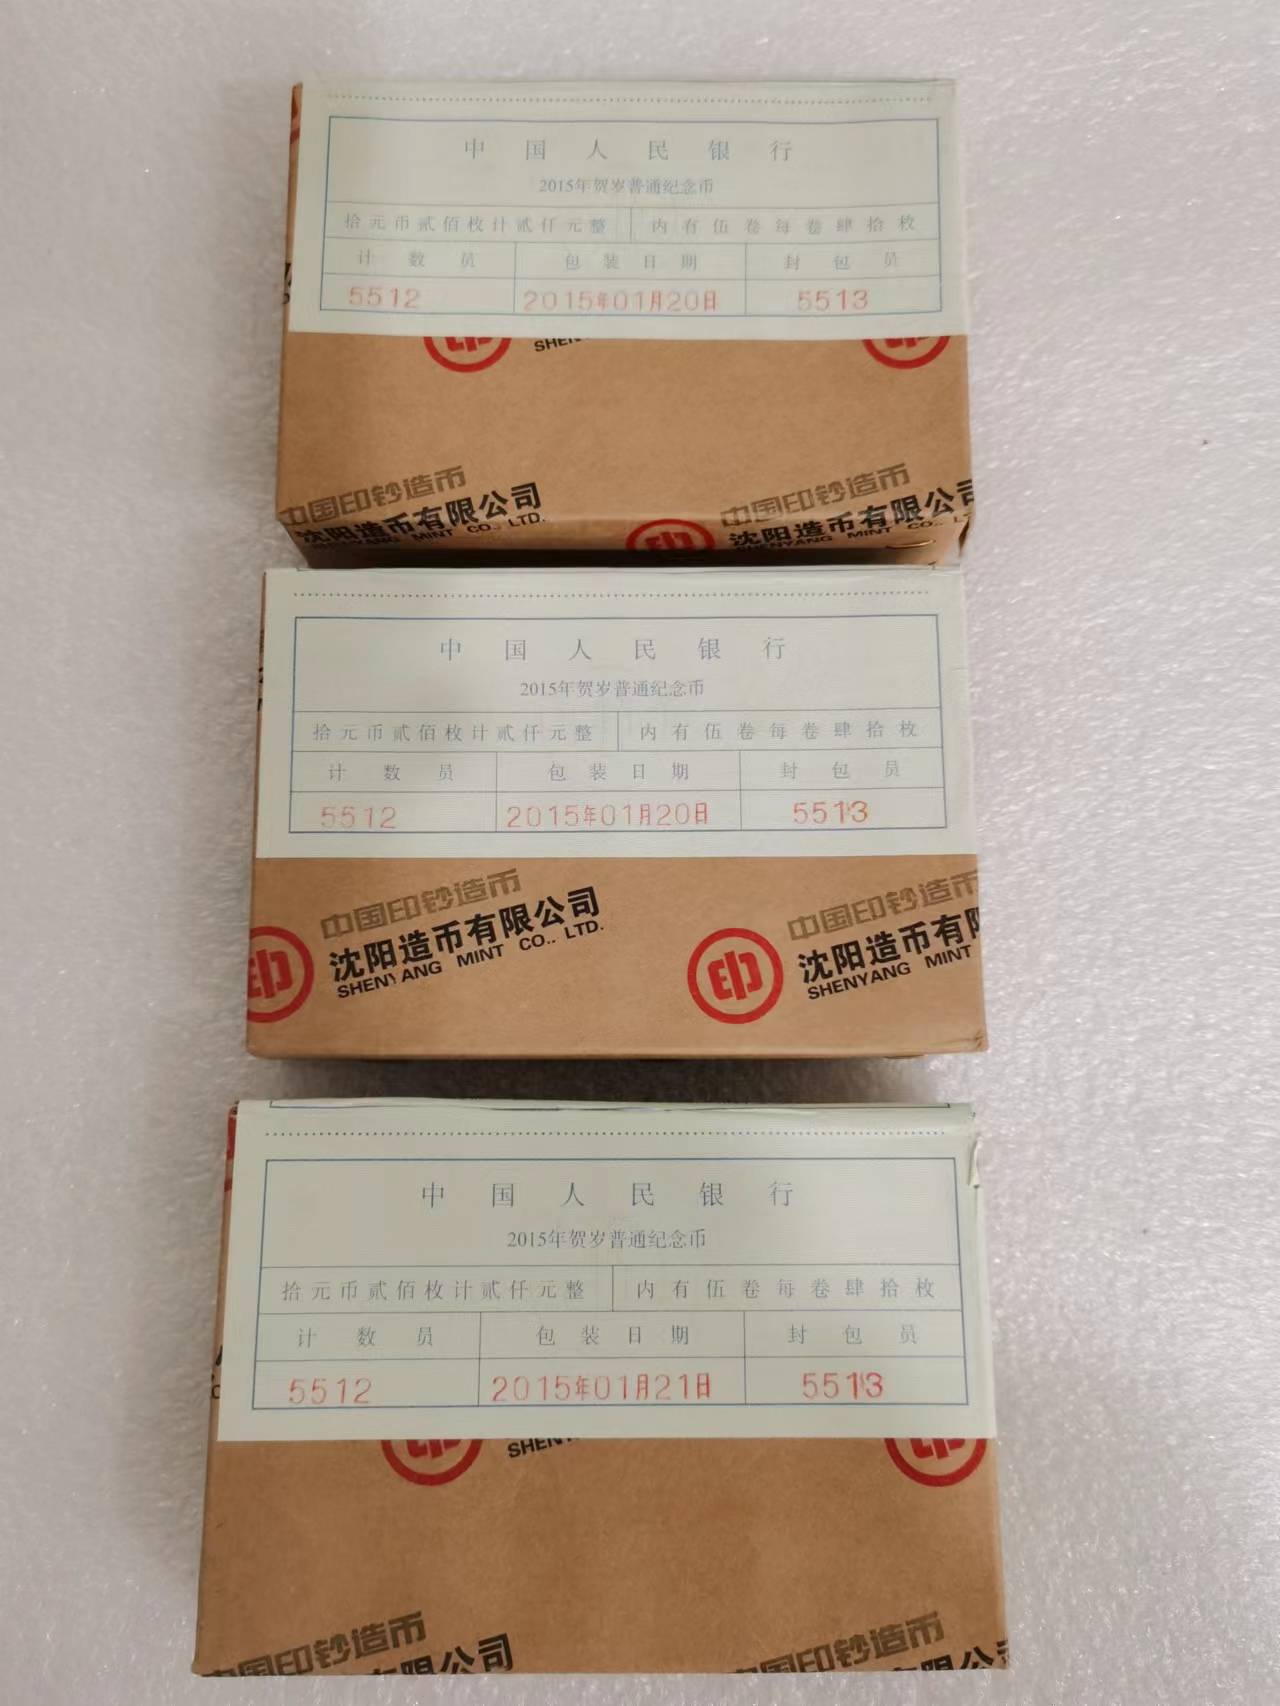 中国人民银行
2015年贺岁普通纪念币
拾元币贰佰枚计贰仟元整 内有伍卷每卷肆拾枚
计数员 包装日期 封包员
5512 2015年01月20日 5513
SHEN
中国印钞造币 中国印钞造币
沈阳造币有限公司 沈阳造币有限公司
SHENYANG MINT CO., LTD. SHENYANG MINT CO., LT
中国人民银行
2015年贺岁普通纪念币
拾元币贰佰枚计贰仟元整 内有伍卷每卷肆拾枚
计数员 包装日期 封包员
5512 2015年01月20日 5513
中国印钞造币 中国印钞造币
印 沈阳造币有限公司 印 沈阳造币有限
SHENYANG MINT CO., LTD. SHENYANG MINT
中国人民银行
2015年贺岁普通纪念币
拾元币贰佰枚计贰仟元整 内有伍卷每卷肆拾枚
计数员 包装日期 封包员
5512 2015年01月21日 5513
SHEN
中国印钞造币 中国印钞造币
限公司